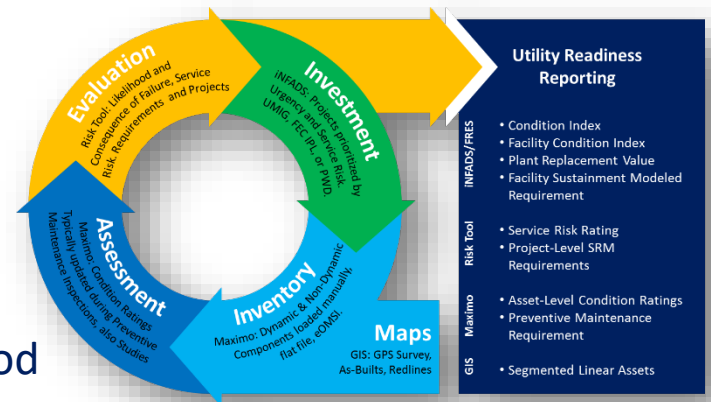 Evaluation
Risk Tool: Likelihood and
Consequence of Failure, Service
Risk. Requirements and Projects
Investment
iNFADS: Projects prioritized by
Urgency and Service Risk.
UMIG, FEC IPL, or PWD.
Inventory
Maximo: Dynamic & Non-Dynamic
Components loaded manually,
flat file, eOMSI.
Maps
GIS: GPS Survey,
As-Builts, Redlines
Assessment
Maximo: Condition Ratings
Typically updated during Preventive
Maintenance Inspections, also Studies
od
Utility Readiness
Reporting
iNFADS/FRES
• Condition Index
• Facility Condition Index
• Plant Replacement Value
• Facility Sustainment Modeled
Requirement
Risk Tool
• Service Risk Rating
• Project-Level SRM
Requirements
Maximo
• Asset-Level Condition Ratings
• Preventive Maintenance
Requirement
GIS
• Segmented Linear Assets